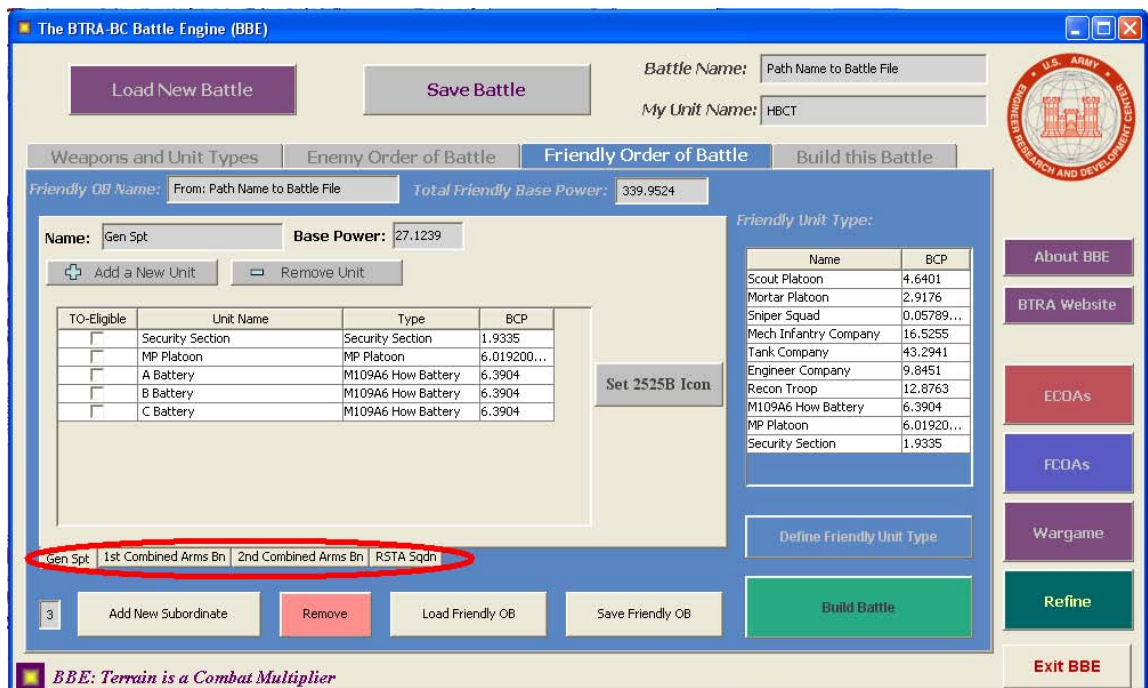 The BTRA-BC Battle Engine (BBE)
Load New Battle
Save Battle
Battle Name: Path Name to Battle File
My Unit Name: HBCT
U.S. ARMY
ENGINEER RESEARCH AND DEVELOPMENT CENTER
Weapons and Unit Types Enemy Order of Battle Friendly Order of Battle Build this Battle
Friendly OB Name: From: Path Name to Battle File Total Friendly Base Power: 339.9524
Friendly Unit Type:
Name: Gen Spt Base Power: 27.1239
Add a New Unit Remove Unit
TO-Eligible Unit Name Type BCP
Security Section Security Section 1.9335
MP Platoon MP Platoon 6.019200...
A Battery M109A6 How Battery 6.3904
B Battery M109A6 How Battery 6.3904
C Battery M109A6 How Battery 6.3904
Set 2525B Icon
Name BCP
Scout Platoon 4.6401
Mortar Platoon 2.9176
Sniper Squad 0.05789...
Mech Infantry Company 16.5255
Tank Company 43.2941
Engineer Company 9.8451
Recon Troop 12.8763
M109A6 How Battery 6.3904
MP Platoon 6.01920...
Security Section 1.9335
About BBE
BTRA Website
ECOAs
FCOAs
Wargame
Refine
Exit BBE
Gen Spt 1st Combined Arms Bn 2nd Combined Arms Bn RSTA Sqdn
Define Friendly Unit Type
3 Add New Subordinate Remove Load Friendly OB Save Friendly OB
Build Battle
BBE: Terrain is a Combat Multiplier